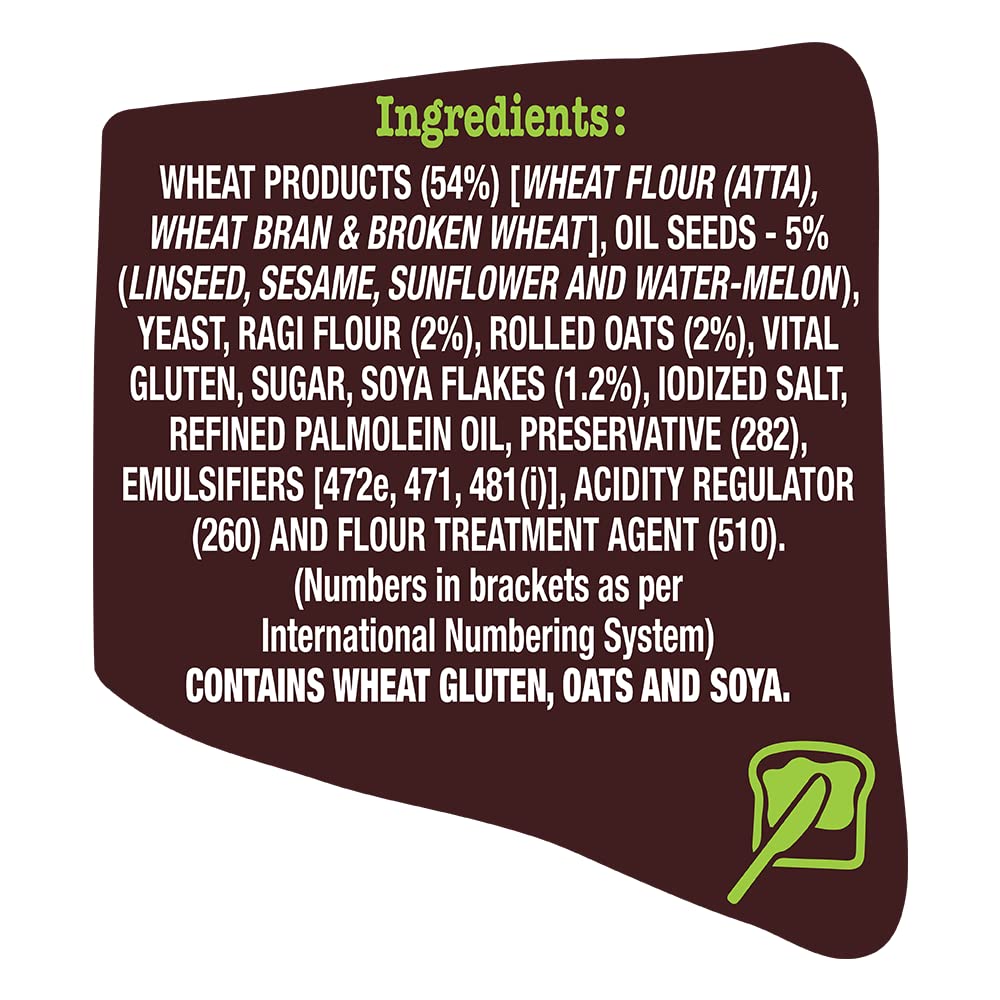 Ingredients:
WHEAT PRODUCTS (54%) [WHEAT FLOUR (ATTA),
WHEAT BRAN & BROKEN WHEAT], OIL SEEDS - 5%
(LINSEED, SESAME, SUNFLOWER AND WATER-MELON),
YEAST, RAGI FLOUR (2%), ROLLED OATS (2%), VITAL
GLUTEN, SUGAR, SOYA FLAKES (1.2%), IODIZED SALT,
REFINED PALMOLEIN OIL, PRESERVATIVE (282),
EMULSIFIERS [472e, 471, 481(i)], ACIDITY REGULATOR
(260) AND FLOUR TREATMENT AGENT (510).
(Numbers in brackets as per
International Numbering System)
CONTAINS WHEAT GLUTEN, OATS AND SOYA.